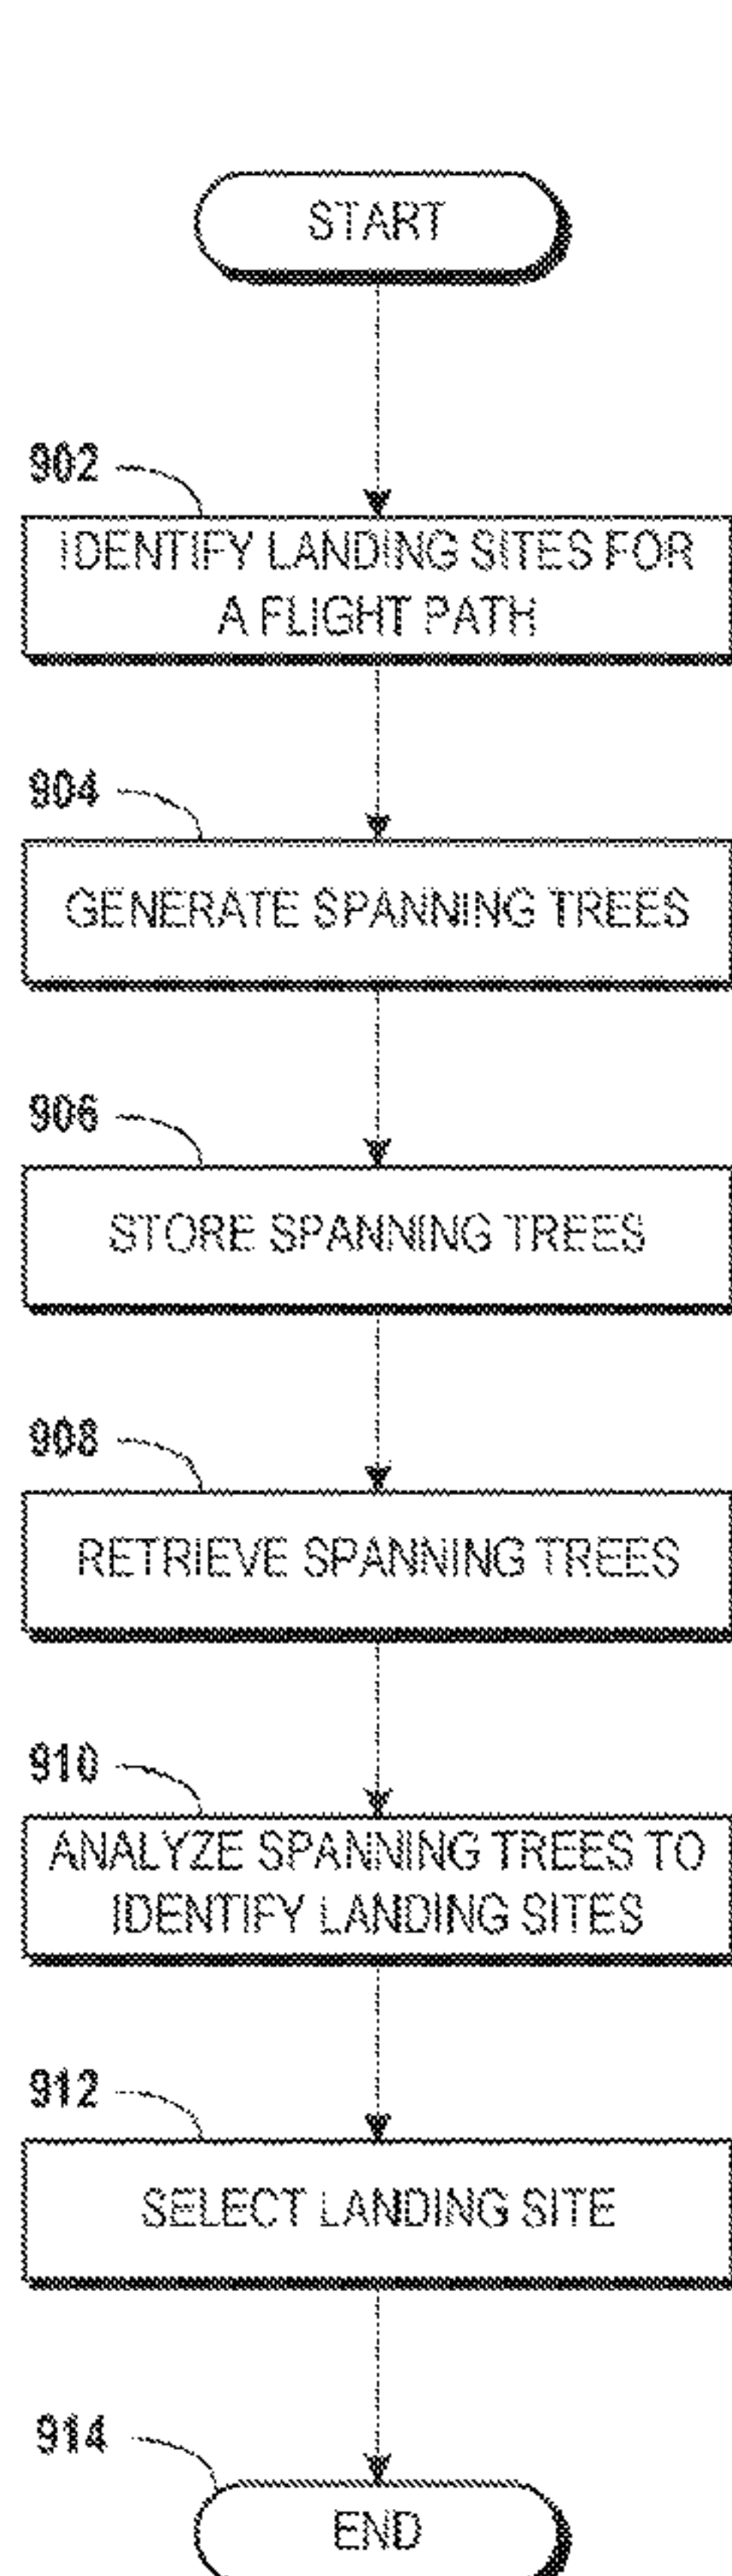 START
902
IDENTIFY LANDING SITES FOR
A FLIGHT PATH
904
GENERATE SPANNING TREES
906
STORE SPANNING TREES
908
RETRIEVE SPANNING TREES
910
ANALYZE SPANNING TREES TO
IDENTIFY LANDING SITES
912
SELECT LANDING SITE
914
END